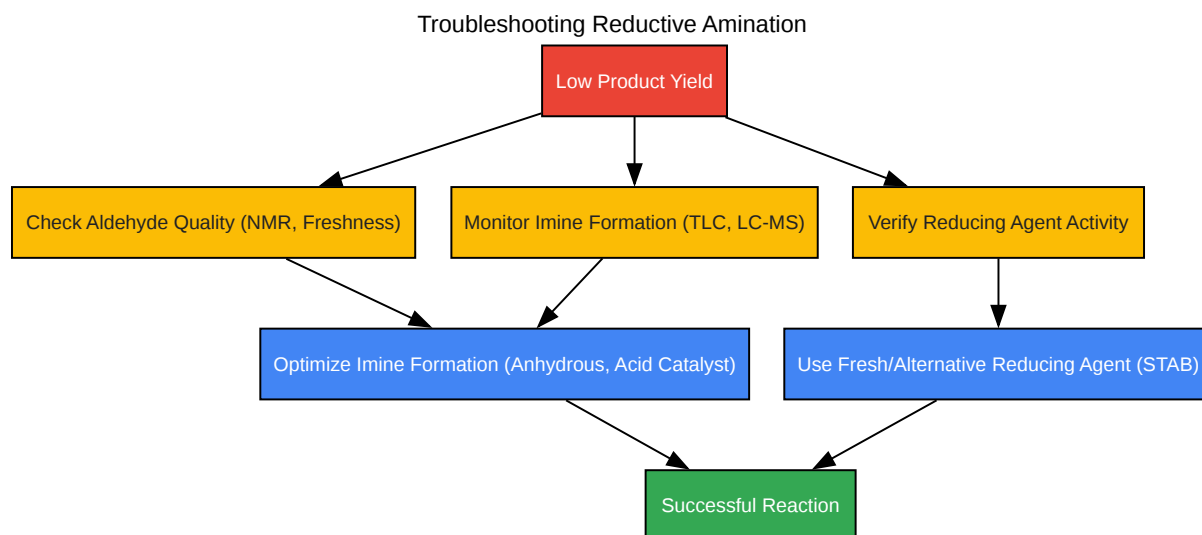 Troubleshooting Reductive Amination
Low Product Yield
Check Aldehyde Quality (NMR, Freshness)
Monitor Imine Formation (TLC, LC-MS)
Verify Reducing Agent Activity
Optimize Imine Formation (Anhydrous, Acid Catalyst)
Use Fresh/Alternative Reducing Agent (STAB)
Successful Reaction